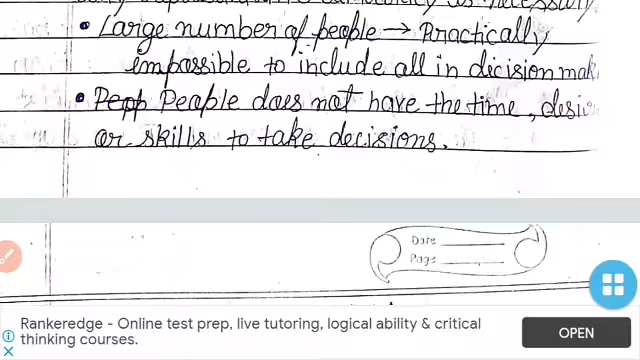 • Large number of people → Practically
impossible to include all in decision mak
• Pepp People does not have the time, desi
or skills to take decisions.
Date
Page
Rankeredge - Online test prep, live tutoring, logical ability & critical
thinking courses.
OPEN